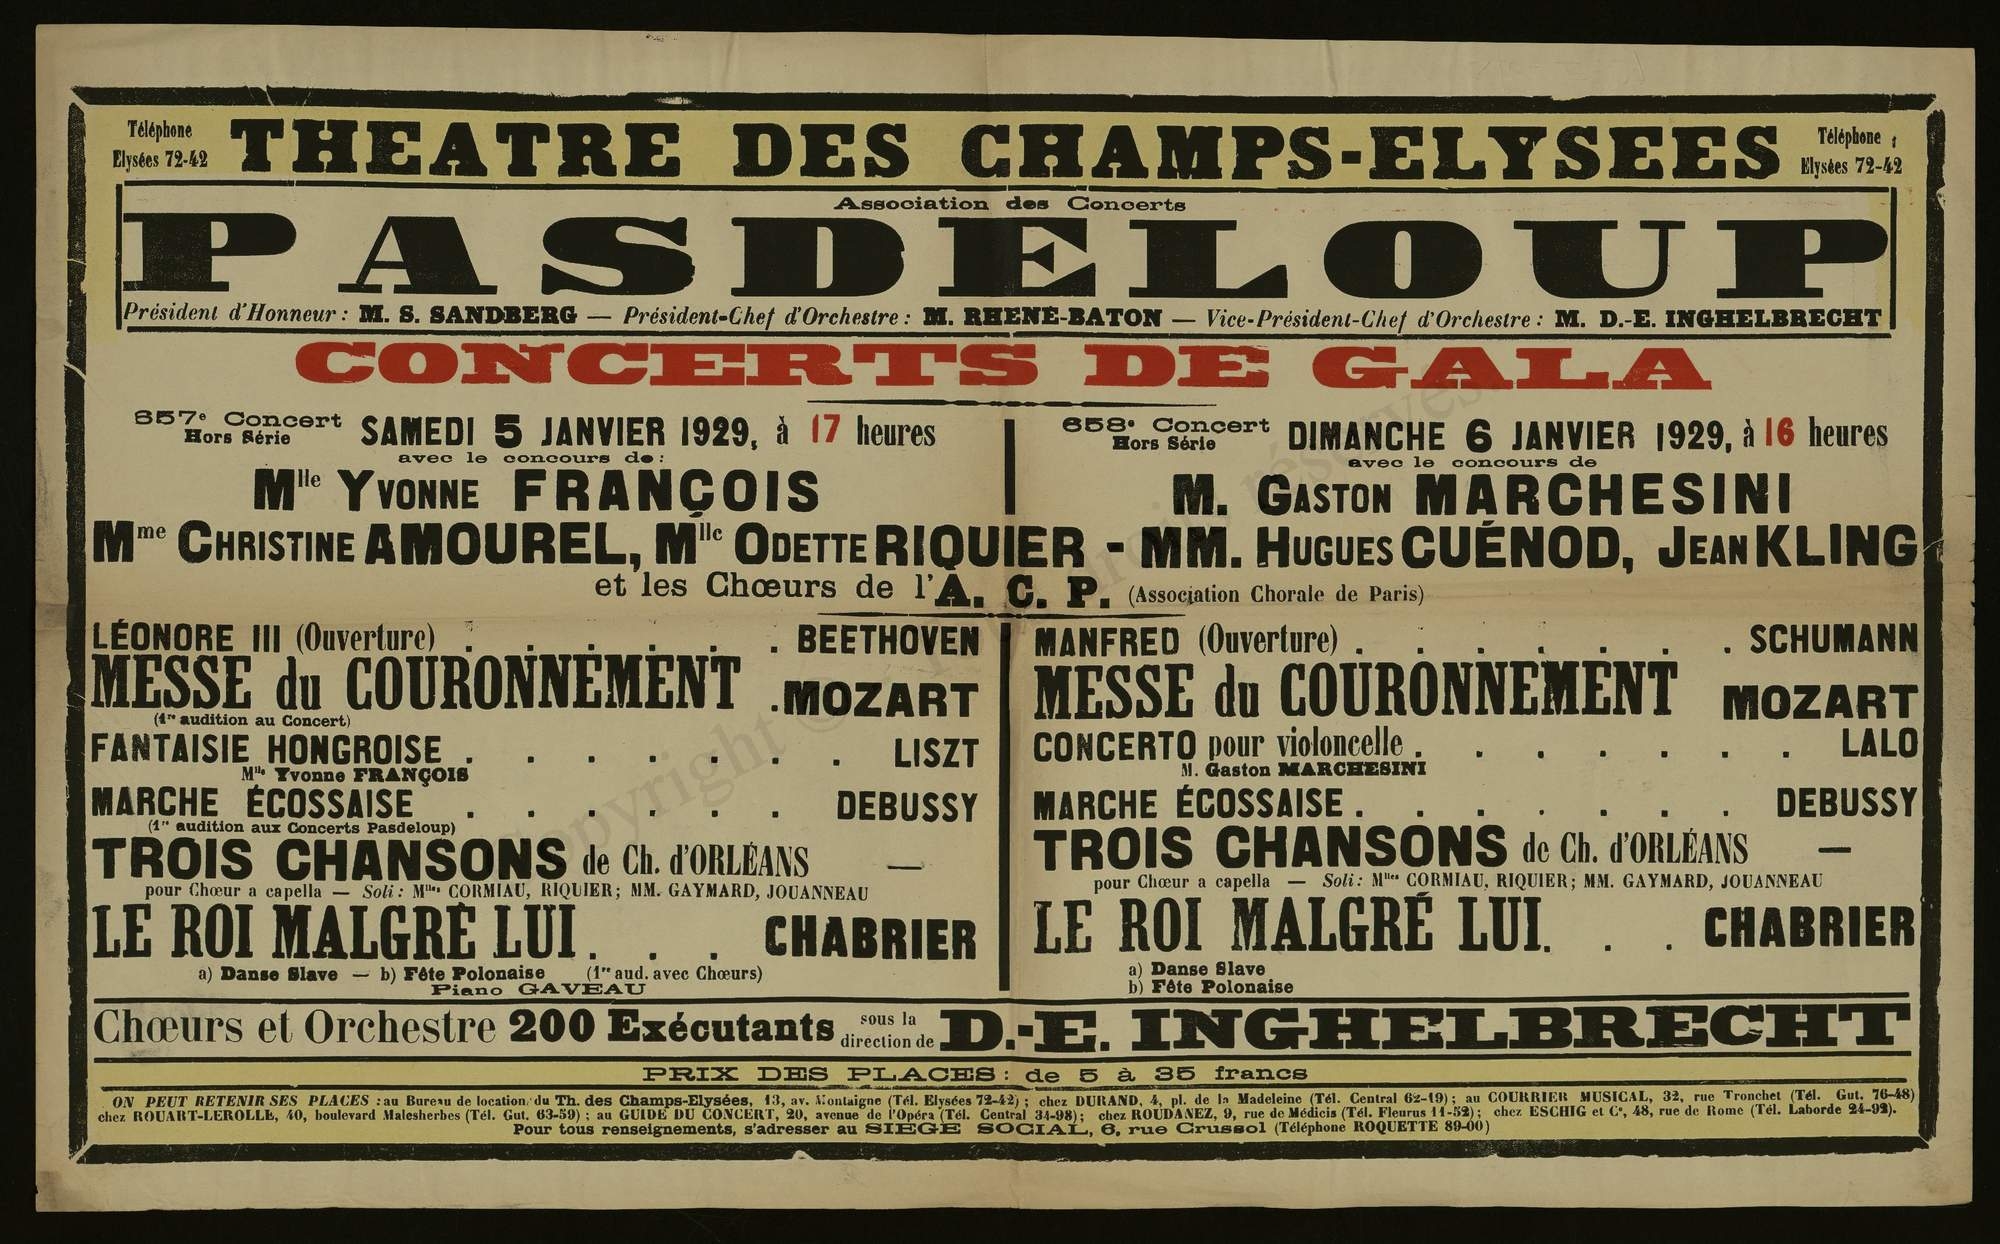 Téléphone
Elysées 72-42
THEATRE DES CHAMPS-ELYSEES
Téléphone
Elysées 72-42
Association des Concerts
PASDELOUP
Président d'Honneur : M. S. SANDBERG — Président-Chef d'Orchestre : M. RHENÉ-BATON — Vice-Président-Chef d'Orchestre : M. D.-E. INGHELBRECHT
CONCERTS DE GALA
657e Concert
Hors Série
SAMEDI 5 JANVIER 1929, à 17 heures
avec le concours de :
Mlle YVONNE FRANÇOIS
658e Concert
Hors Série
DIMANCHE 6 JANVIER 1929, à 16 heures
avec le concours de
M. GASTON MARCHESINI
Mme CHRISTINE AMOUREL, Mlle ODETTE RIQUIER - MM. HUGUES CUÉNOD, JEAN KLING
et les Chœurs de l'A. C. P. (Association Chorale de Paris)
LÉONORE III (Ouverture) . . . . . . BEETHOVEN
MESSE du COURONNEMENT . MOZART
(1re audition au Concert)
FANTAISIE HONGROISE . . . . . . . LISZT
Mlle Yvonne FRANÇOIS
MARCHE ÉCOSSAISE . . . . . . DEBUSSY
(1re audition aux Concerts Pasdeloup)
TROIS CHANSONS de Ch. d'ORLÉANS —
pour Chœur a capella — Soli : Mlles CORMIAU, RIQUIER ; MM. GAYMARD, JOUANNEAU
LE ROI MALGRÉ LUI . . . CHABRIER
a) Danse Slave — b) Fête Polonaise (1re aud. avec Chœurs)
Piano GAVEAU
MANFRED (Ouverture) . . . . . . . SCHUMANN
MESSE du COURONNEMENT MOZART
CONCERTO pour violoncelle . . . . . . . LALO
M. Gaston MARCHESINI
MARCHE ÉCOSSAISE . . . . . . . DEBUSSY
TROIS CHANSONS de Ch. d'ORLÉANS —
pour Chœur a capella — Soli : Mlles CORMIAU, RIQUIER ; MM. GAYMARD, JOUANNEAU
LE ROI MALGRÉ LUI . . . CHABRIER
a) Danse Slave
b) Fête Polonaise
Chœurs et Orchestre 200 Exécutants sous la direction de D.-E. INGHELBRECHT
PRIX DES PLACES : de 5 à 35 francs
ON PEUT RETENIR SES PLACES : au Bureau de location du Th. des Champs-Elysées, 13, av. Montaigne (Tél. Elysées 72-42) ; chez DURAND, 4, pl. de la Madeleine (Tél. Central 62-19) ; au COURRIER MUSICAL, 32, rue Tronchet (Tél. Gut. 76-48)
chez ROUART-LEROLLE, 40, boulevard Malesherbes (Tél. Gut. 63-59) ; au GUIDE DU CONCERT, 20, avenue de l'Opéra (Tél. Central 34-98) ; chez ROUDANEZ, 9, rue de Médicis (Tél. Fleurus 11-52) ; chez ESCHIG et Ce, 48, rue de Rome (Tél. Laborde 24-92).
Pour tous renseignements, s'adresser au SIEGE SOCIAL, 6, rue Crussol (Téléphone ROQUETTE 89-00)
Copyright © - Tous droits réservés